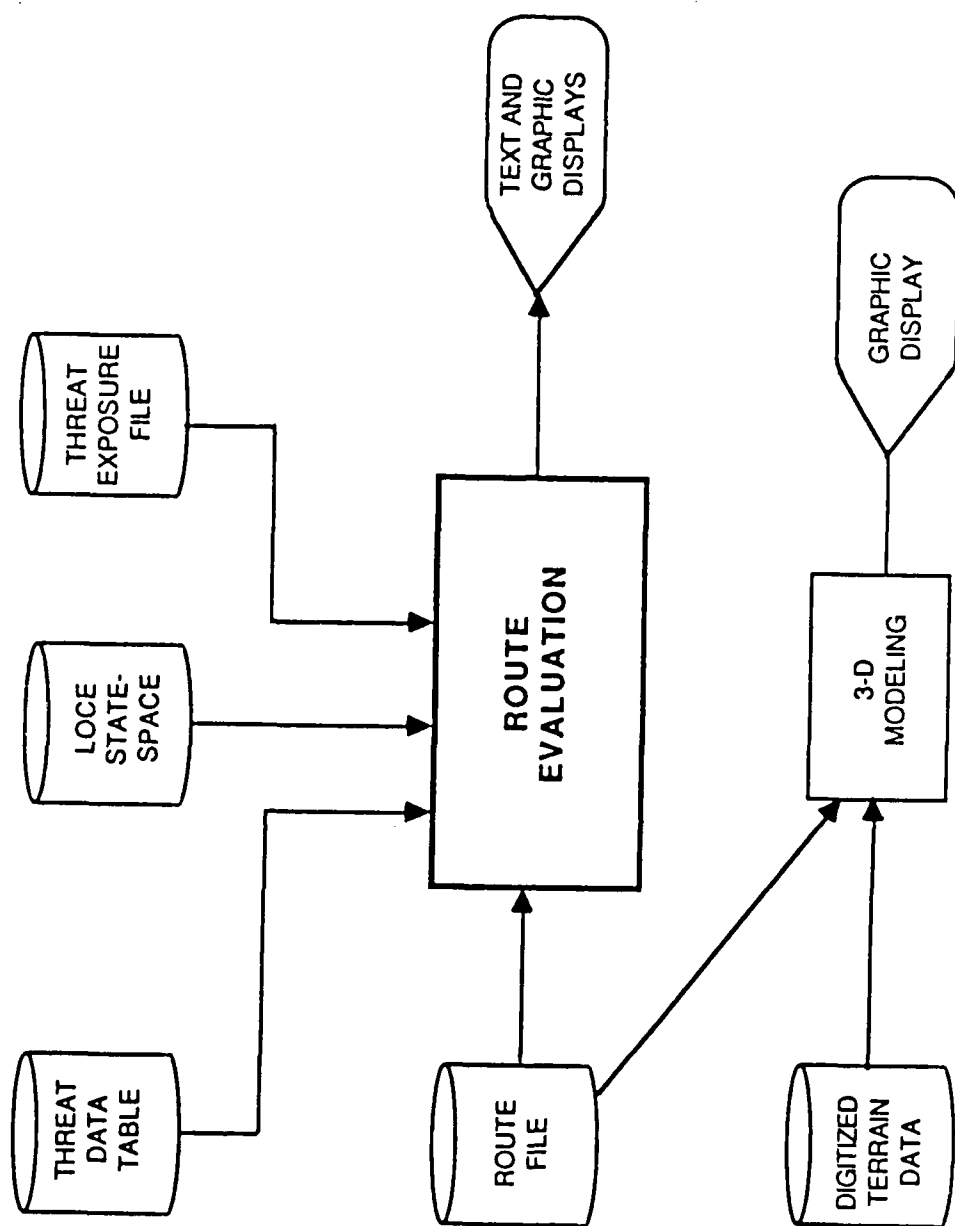 THREAT
DATA
TABLE
LOCE
STATE-
SPACE
THREAT
EXPOSURE
FILE
ROUTE
FILE
ROUTE
EVALUATION
TEXT AND
GRAPHIC
DISPLAYS
DIGITIZED
TERRAIN
DATA
3-D
MODELING
GRAPHIC
DISPLAY